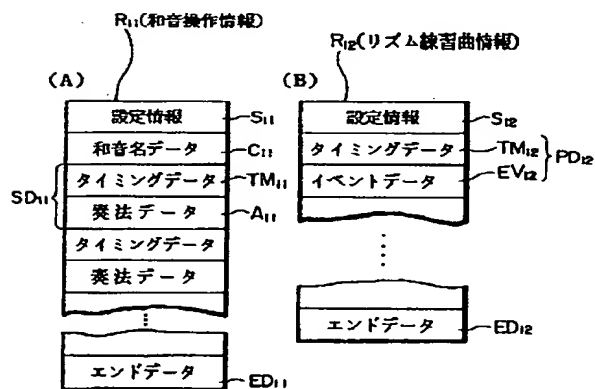 R11(和音操作情報)
(A)
設定情報 S11
和音名データ C11
SD11 タイミングデータ TM11
奏法データ A11
タイミングデータ
奏法データ
エンドデータ ED11
R12(リズム練習曲情報)
(B)
設定情報 S12
タイミングデータ TM12 PD12
イベントデータ EV12
エンドデータ ED12